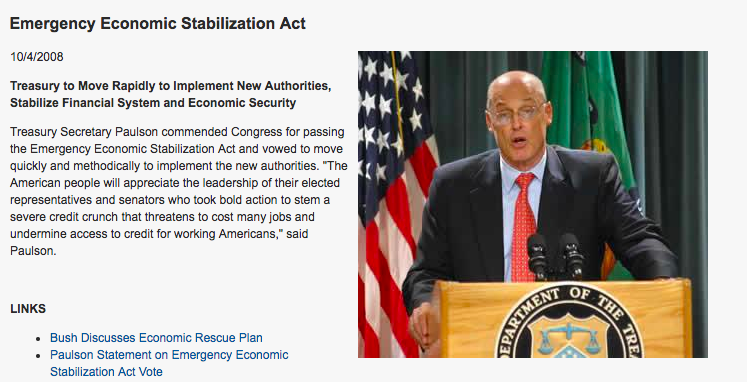 Emergency Economic Stabilization Act
10/4/2008
Treasury to Move Rapidly to Implement New Authorities,
Stabilize Financial System and Economic Security
Treasury Secretary Paulson commended Congress for passing
the Emergency Economic Stabilization Act and vowed to move
quickly and methodically to implement the new authorities. "The
American people will appreciate the leadership of their elected
representatives and senators who took bold action to stem a
severe credit crunch that threatens to cost many jobs and
undermine access to credit for working Americans," said
Paulson.
LINKS
• Bush Discusses Economic Rescue Plan
• Paulson Statement on Emergency Economic
Stabilization Act Vote
DEPARTMENT OF THE TREA